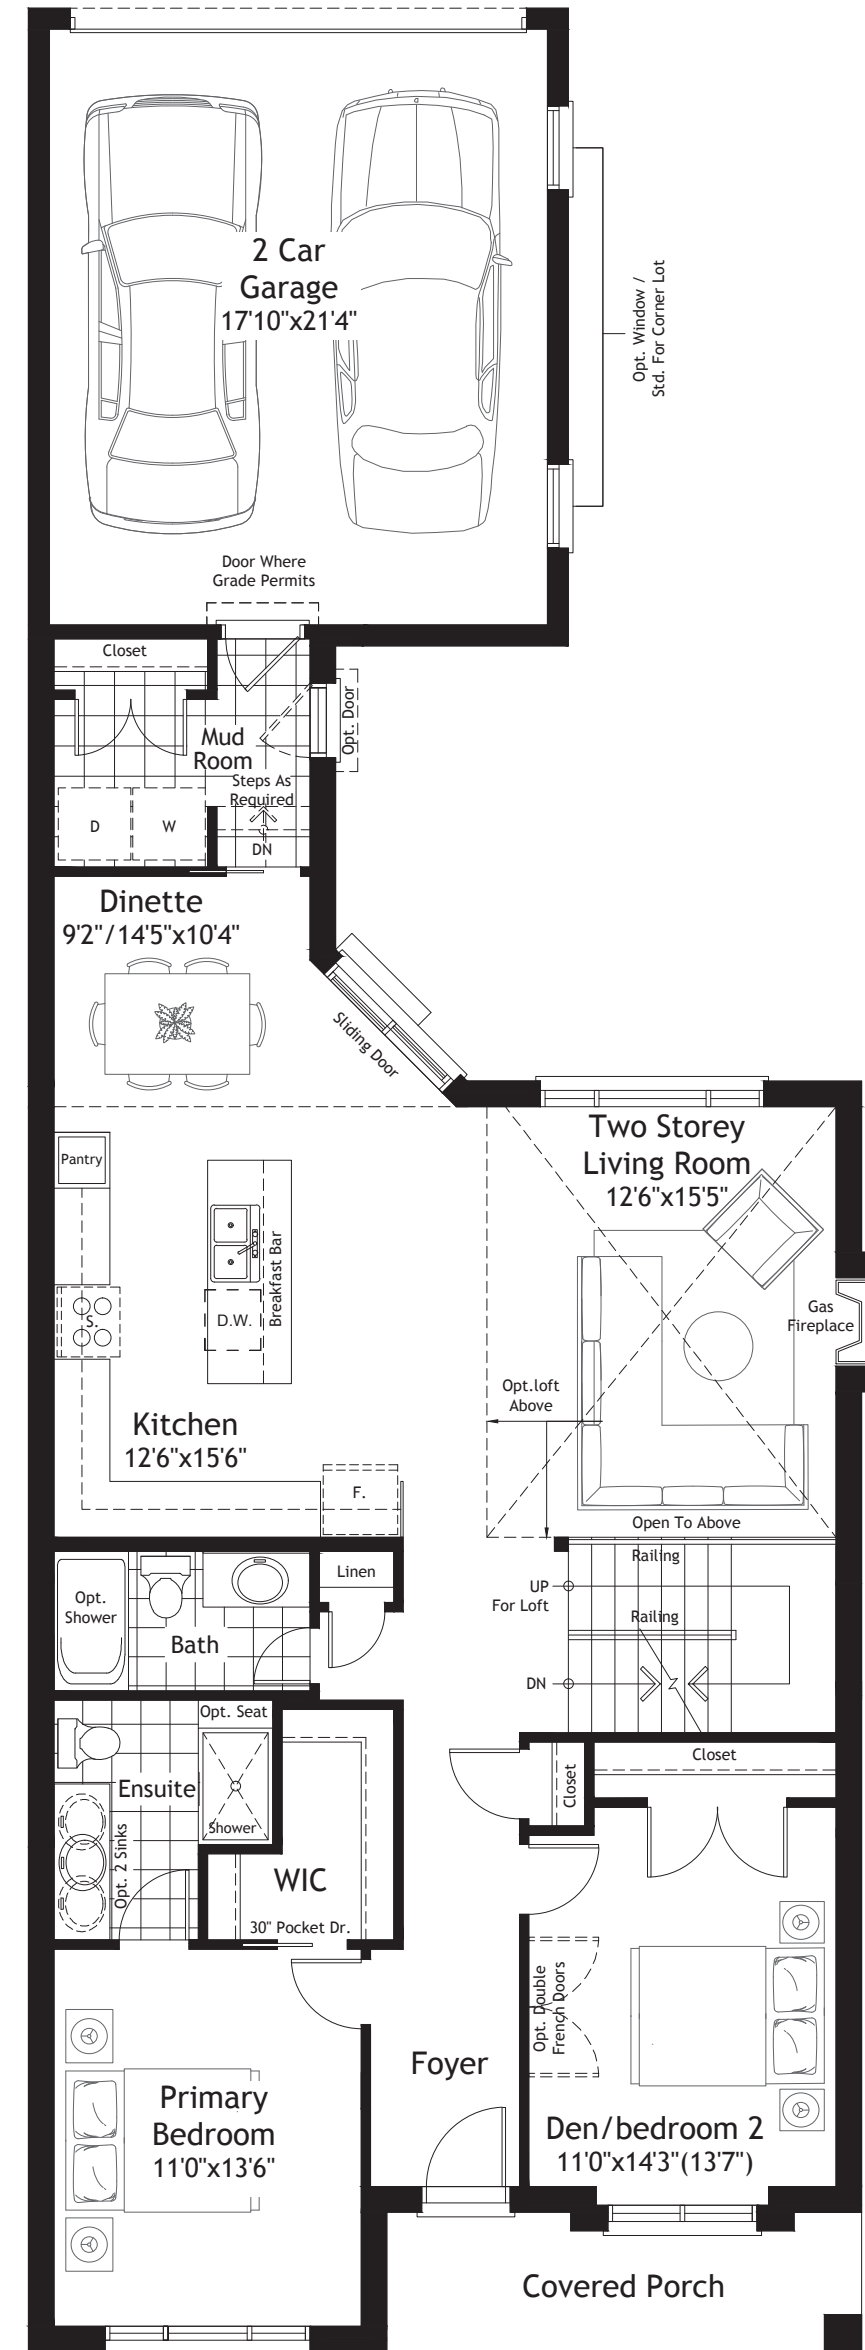 2 Car
Garage
17'10"x21'4"
Opt. Window /
Std. For Corner Lot
Door Where
Grade Permits
Closet
Opt. Door
Mud
Room
Steps As
Required
D
W
DN
Dinette
9'2"/14'5"x10'4"
Sliding Door
Two Storey
Living Room
12'6"x15'5"
Pantry
Breakfast Bar
S.
D.W.
Gas
Fireplace
Opt.loft
Above
Kitchen
12'6"x15'6"
F.
Open To Above
Railing
Linen
Opt.
Shower
UP
For Loft
Railing
Bath
DN
Opt. Seat
Closet
Closet
Ensuite
Shower
Opt. 2 Sinks
WIC
30" Pocket Dr.
Opt. Double
French Doors
Foyer
Primary
Bedroom
11'0"x13'6"
Den/bedroom 2
11'0"x14'3"(13'7")
Covered Porch